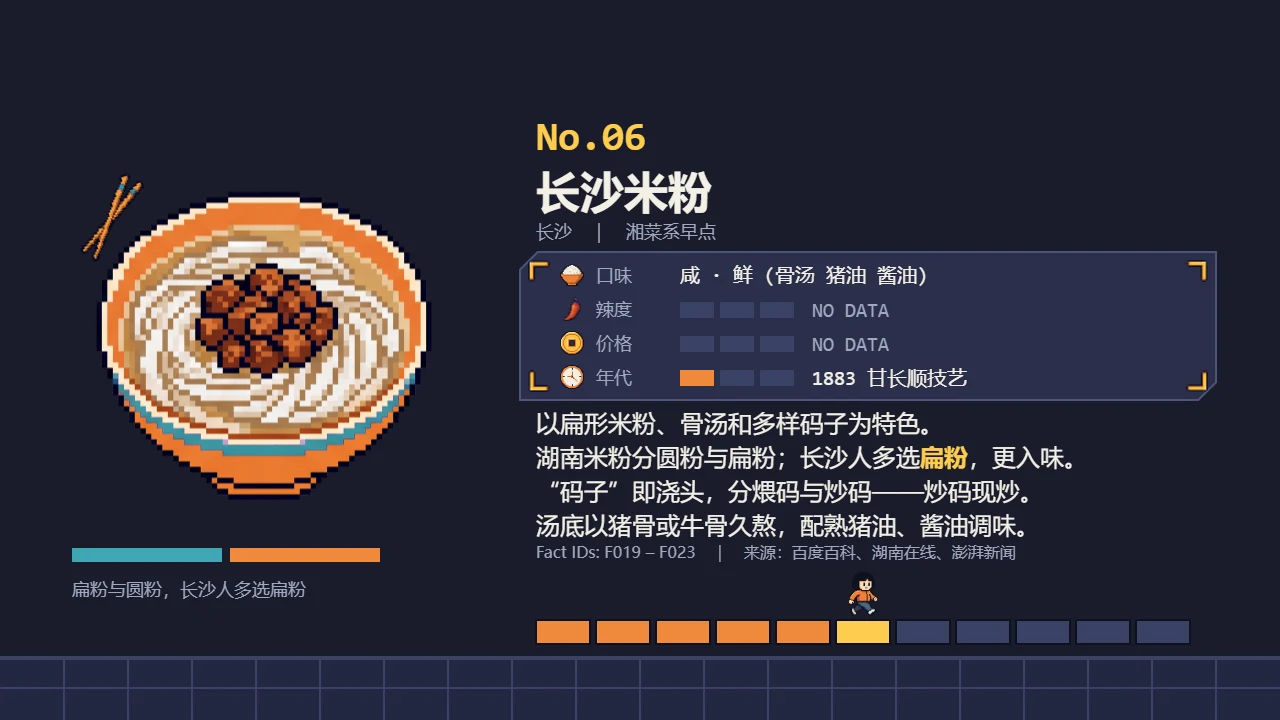 No.06
长沙米粉
长沙 | 湘菜系早点
口味 咸 · 鲜 (骨汤 猪油 酱油)
辣度 NO DATA
价格 NO DATA
年代 1883 甘长顺技艺
以扁形米粉、骨汤和多样码子为特色。
湖南米粉分圆粉与扁粉；长沙人多选扁粉，更入味。
“码子”即浇头，分煨码与炒码——炒码现炒。
汤底以猪骨或牛骨久熬，配熟猪油、酱油调味。
Fact IDs: F019 – F023 | 来源：百度百科、湖南在线、澎湃新闻
扁粉与圆粉，长沙人多选扁粉